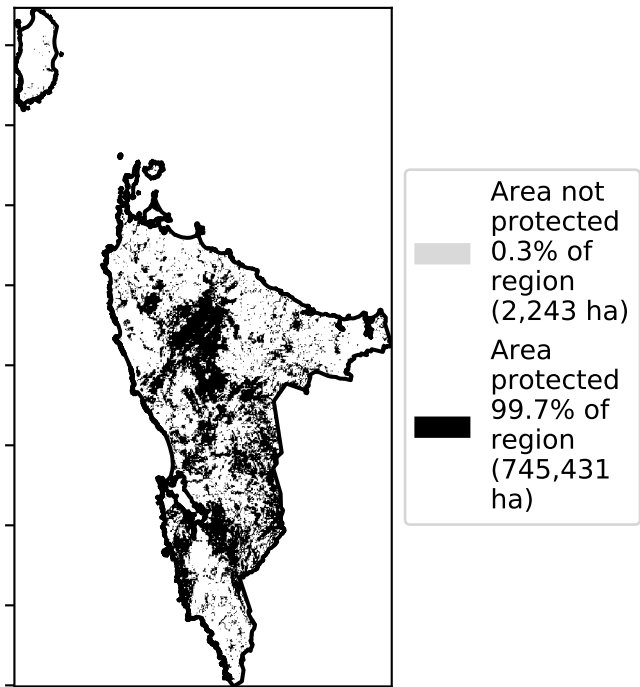 Area not
protected
0.3% of
region
(2,243 ha)
Area
protected
99.7% of
region
(745,431
ha)